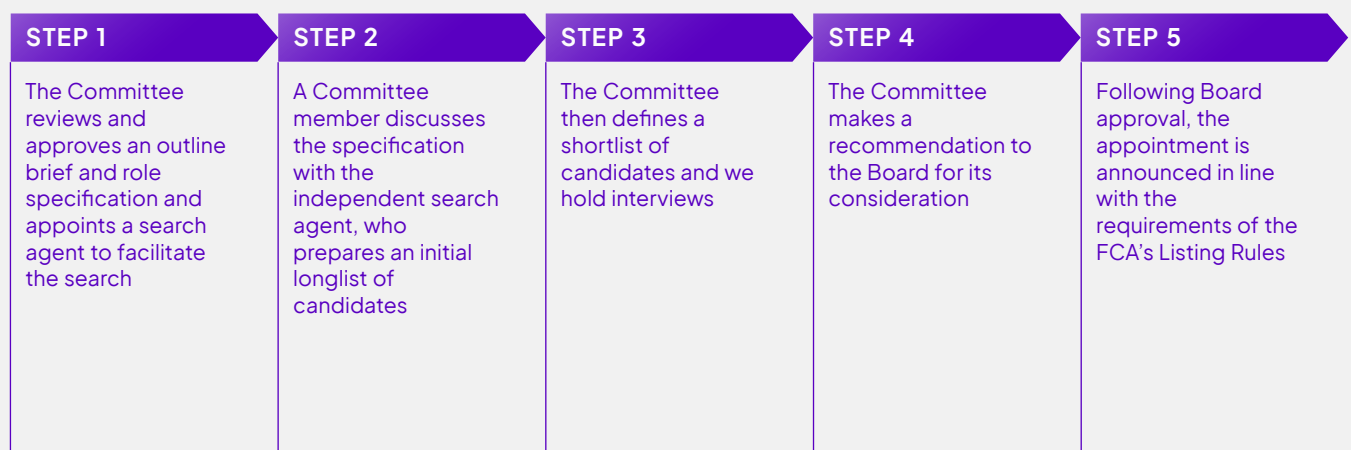 STEP 1
The Committee
reviews and
approves an outline
brief and role
specification and
appoints a search
agent to facilitate
the search
STEP 2
A Committee
member discusses
the specification
with the
independent search
agent, who
prepares an initial
longlist of
candidates
STEP 3
The Committee
then defines a
shortlist of
candidates and we
hold interviews
STEP 4
The Committee
makes a
recommendation to
the Board for its
consideration
STEP 5
Following Board
approval, the
appointment is
announced in line
with the
requirements of the
FCA’s Listing Rules